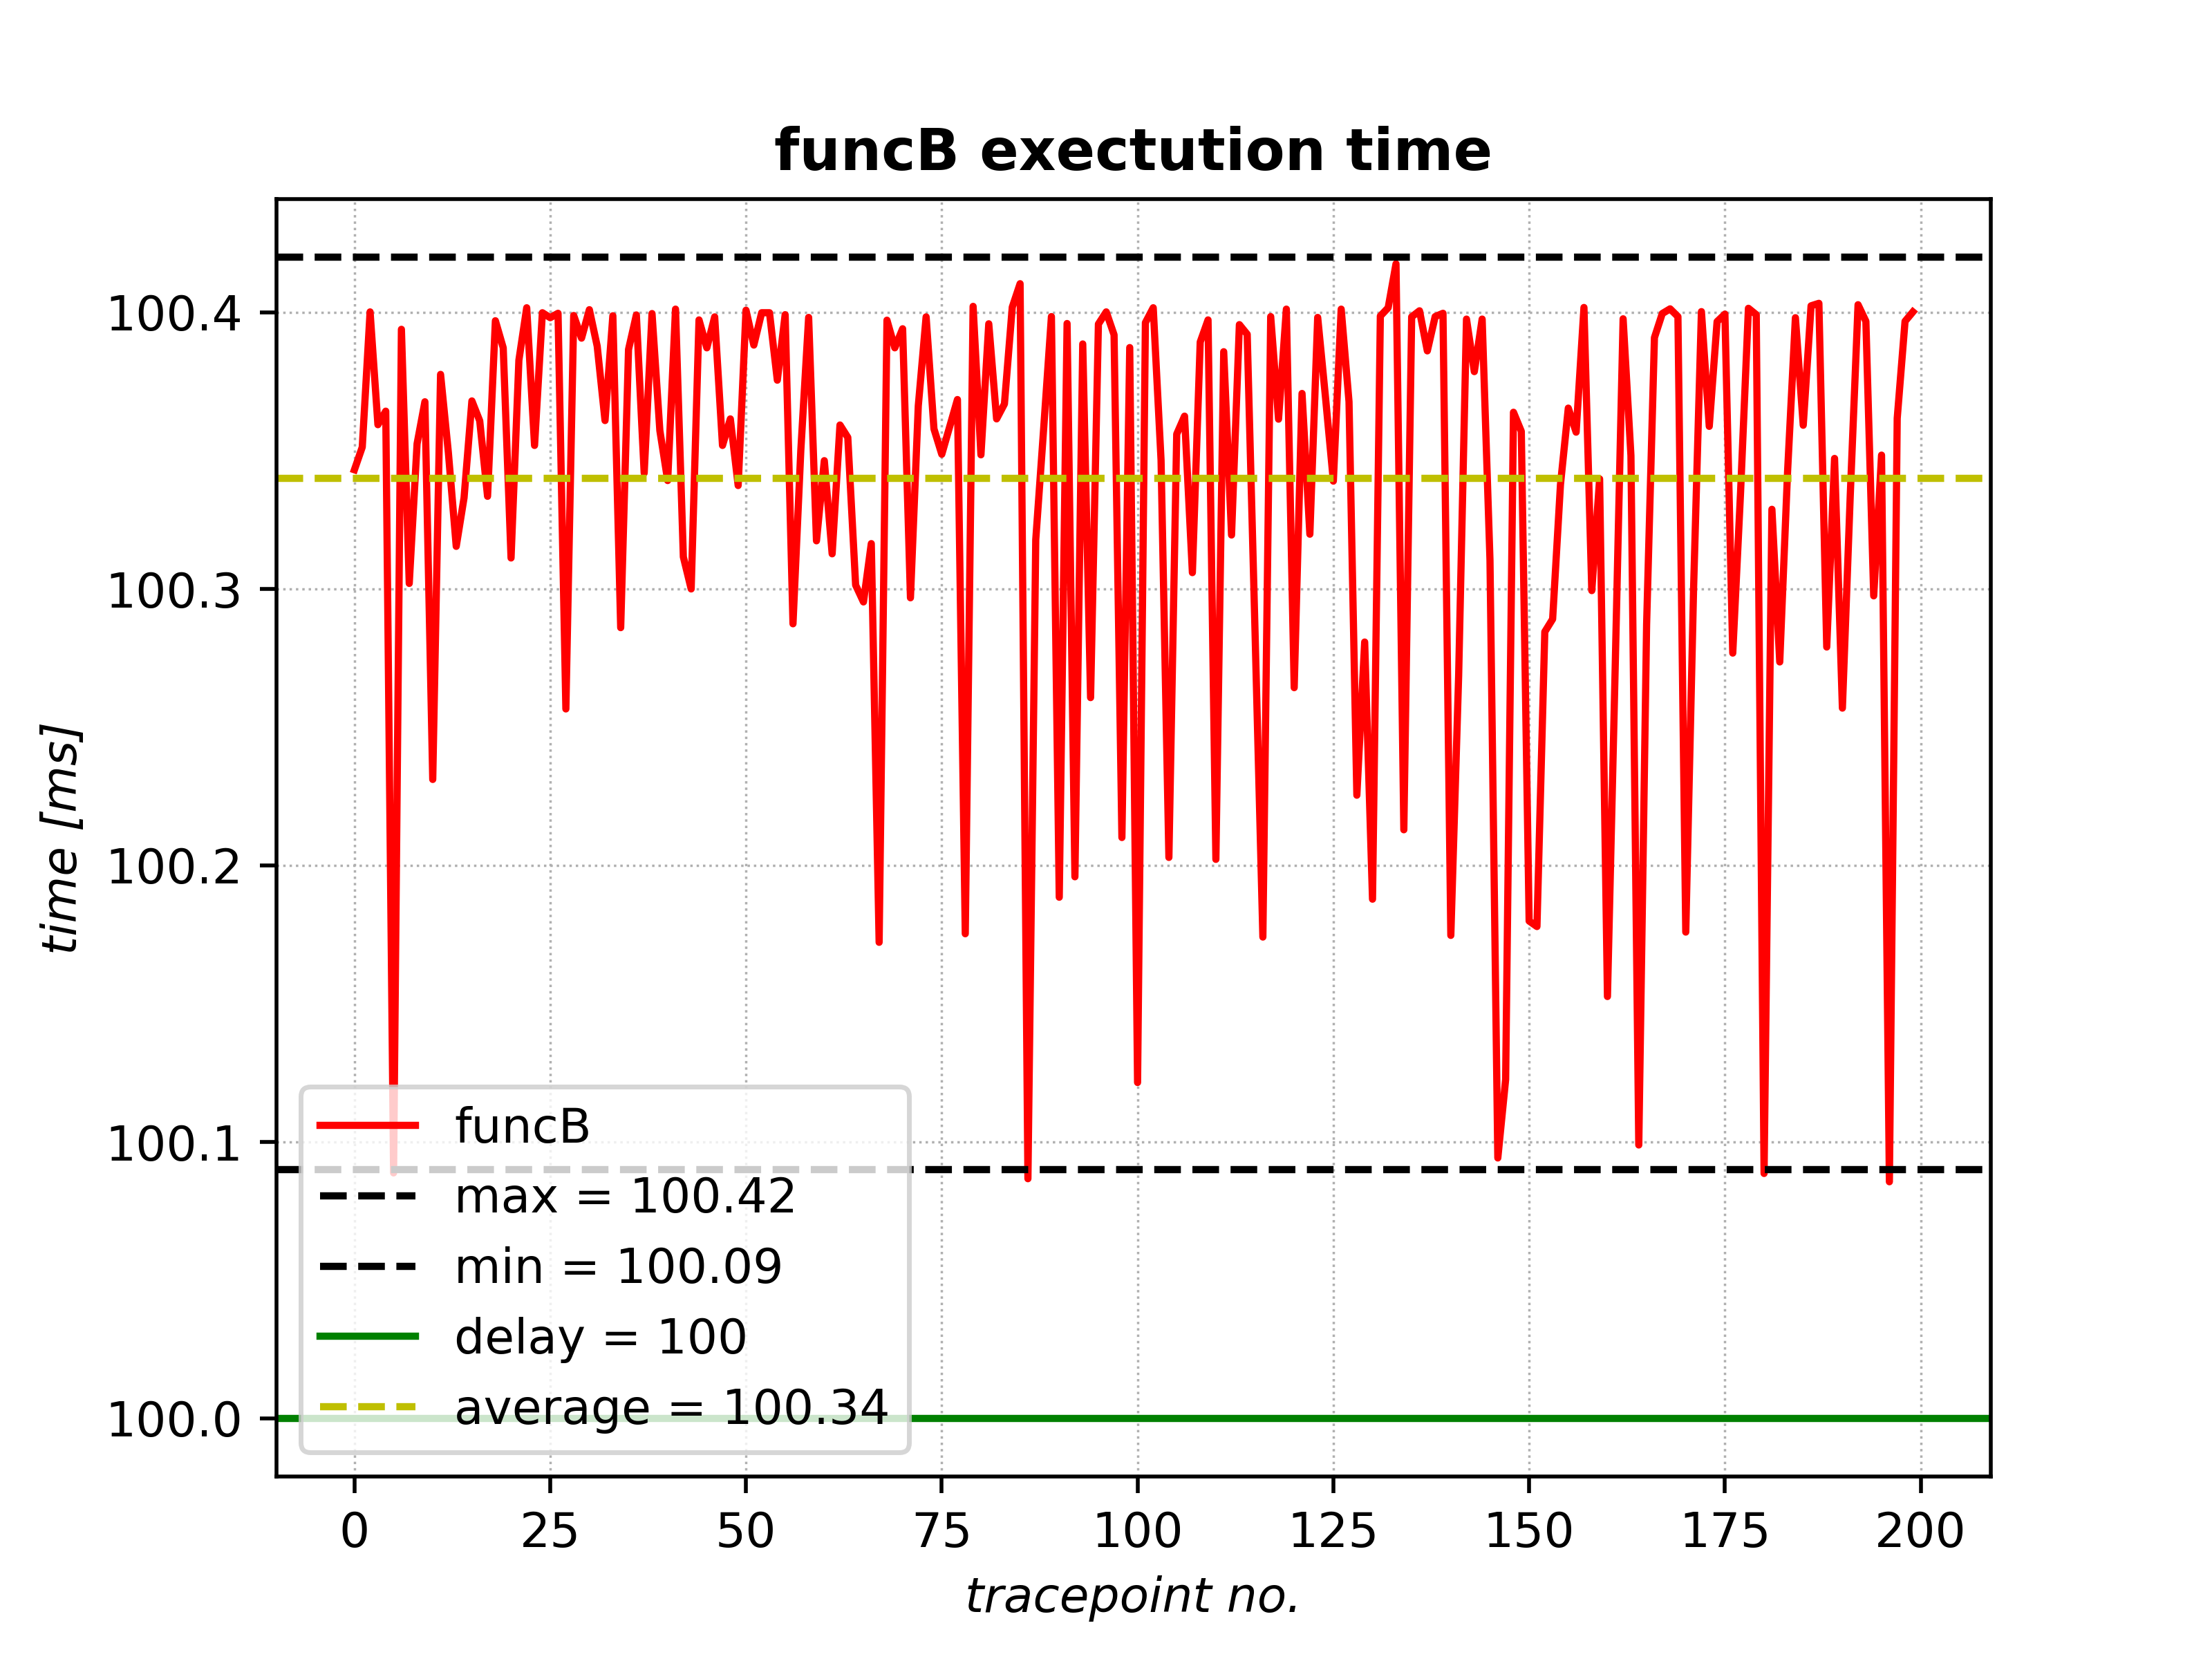 funcB exectution time
100.4
100.3
100.2
100.1
100.0
time [ms]
funcB
max = 100.42
min = 100.09
delay = 100
average = 100.34
0 25 50 75 100 125 150 175 200
tracepoint no.